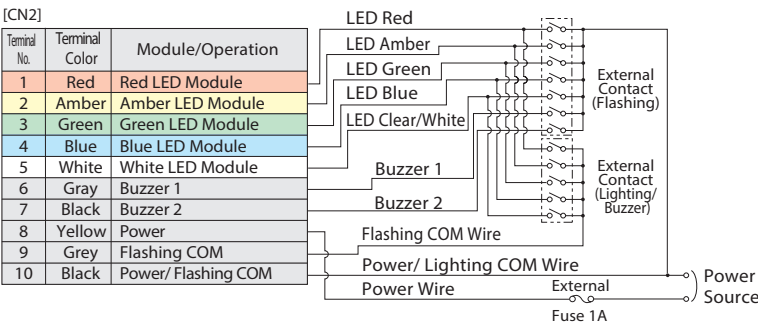 [CN2]
Terminal No. Terminal Color Module/Operation
1 Red Red LED Module
2 Amber Amber LED Module
3 Green Green LED Module
4 Blue Blue LED Module
5 White White LED Module
6 Gray Buzzer 1
7 Black Buzzer 2
8 Yellow Power
9 Grey Flashing COM
10 Black Power/ Flashing COM
LED Red
LED Amber
LED Green
LED Blue
LED Clear/White
Buzzer 1
Buzzer 2
Flashing COM Wire
Power/ Lighting COM Wire
Power Wire
External
Fuse 1A
External
Contact
(Flashing)
External
Contact
(Lighting/
Buzzer)
Power
Source